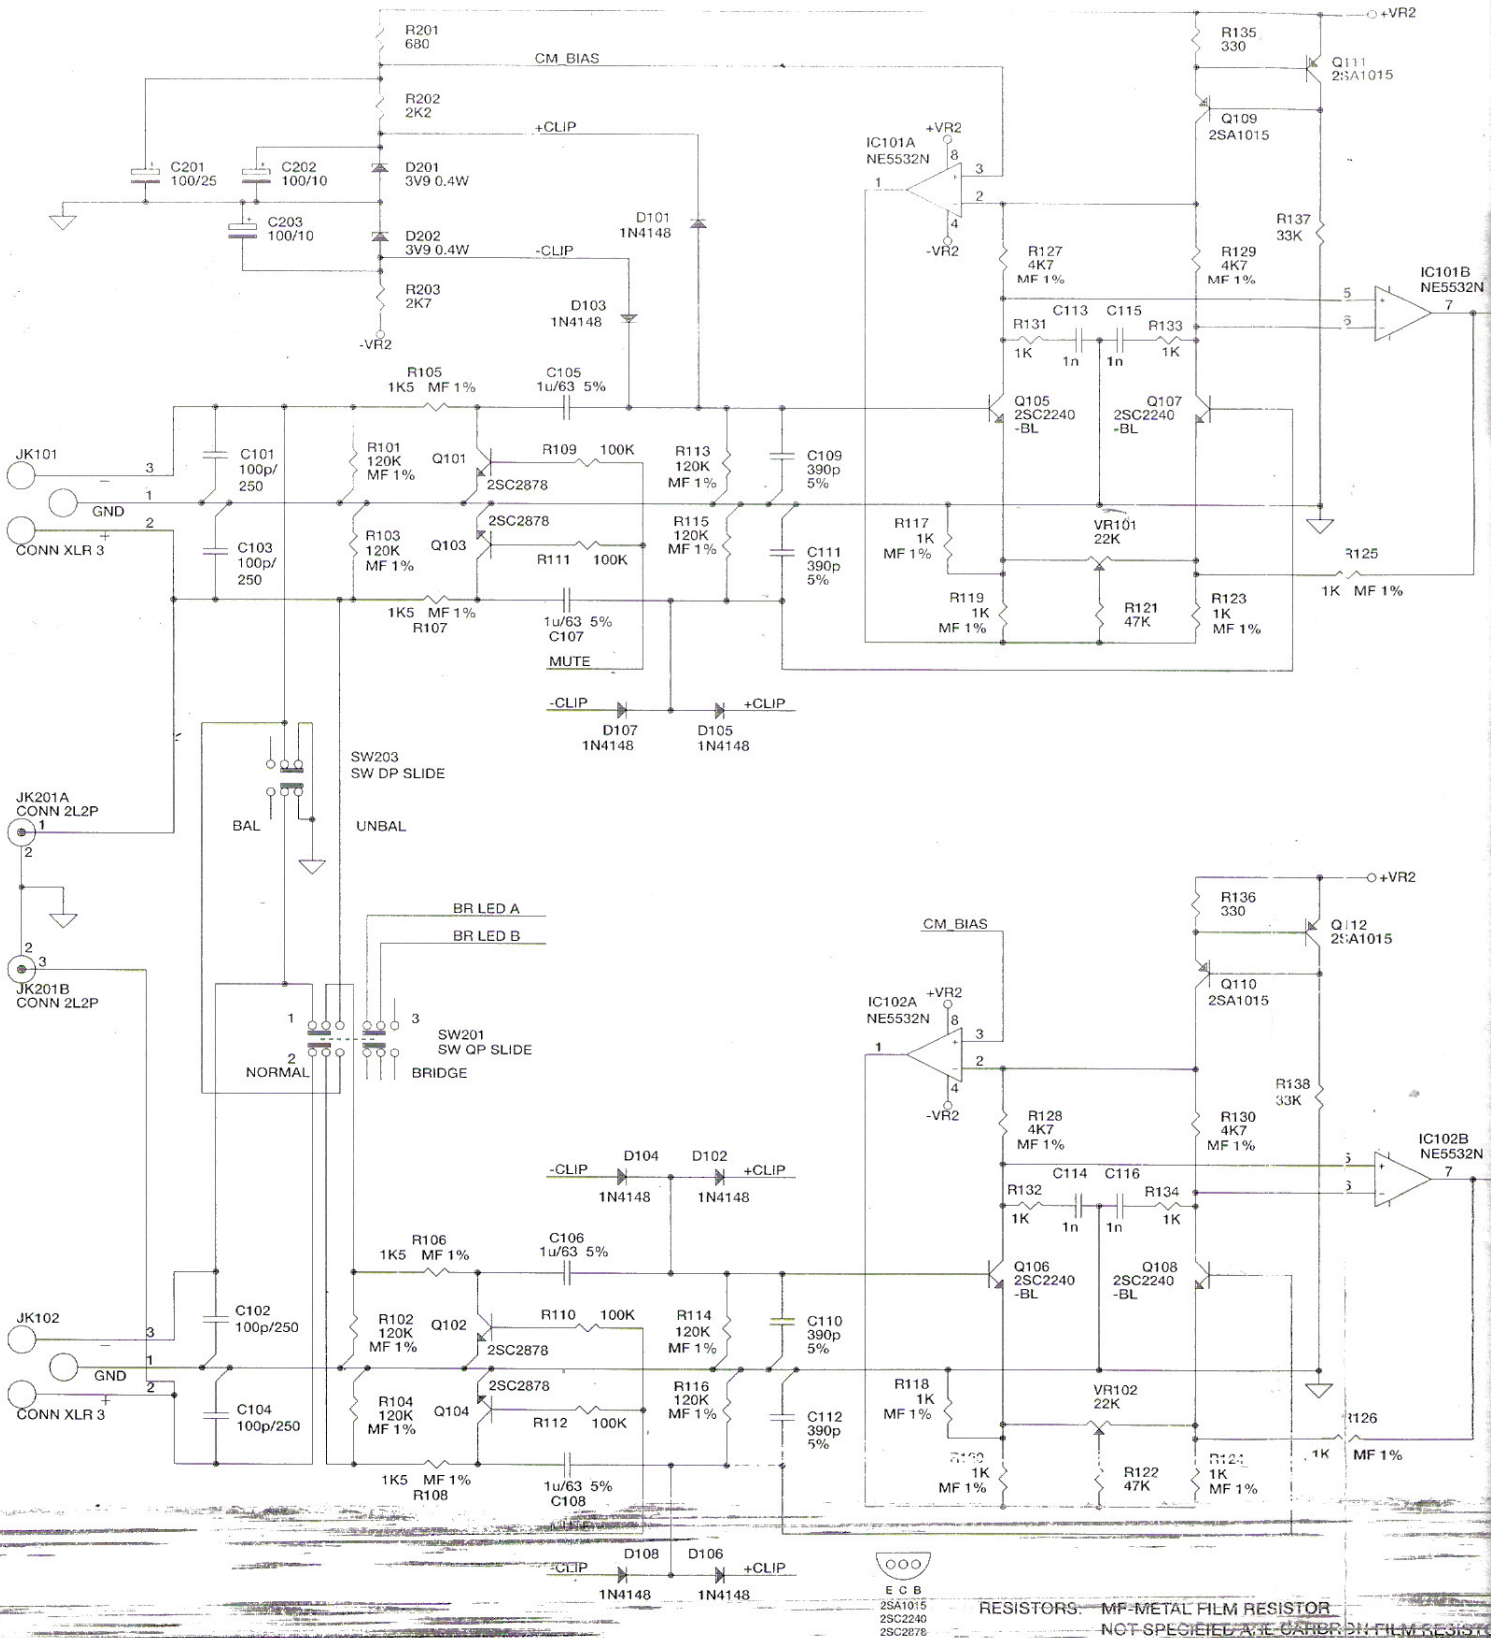 R201
680
+VR2
R135
330
Q111
2SA1015
CM_BIAS
R202
2K2
+CLIP
+VR2
IC101A
NE5532N
Q109
2SA1015
8
C201
100/25
C202
100/10
D201
3V9 0.4W
3
1
2
+
-
C203
100/10
D202
3V9 0.4W
D101
1N4148
4
-VR2
R137
33K
-CLIP
R127
4K7
MF 1%
R129
4K7
MF 1%
IC101B
NE5532N
R203
2K7
D103
1N4148
5
6
7
-VR2
C113
C115
R131
1K
1n
1n
R133
1K
R105
1K5 MF 1%
C105
1u/63 5%
Q105
2SC2240
-BL
Q107
2SC2240
-BL
JK101
3
C101
100p/
250
R101
120K
MF 1%
Q101
R109
100K
2SC2878
R113
120K
MF 1%
C109
390p
5%
1
GND
2
CONN XLR 3
C103
100p/
250
R103
120K
MF 1%
2SC2878
Q103
R111
100K
R115
120K
MF 1%
C111
390p
5%
R117
1K
MF 1%
VR101
22K
1K MF 1%
1K5 MF 1%
R107
1u/63 5%
C107
R119
1K
MF 1%
R121
47K
R123
1K
MF 1%
MUTE
-CLIP
+CLIP
D107
1N4148
D105
1N4148
SW203
SW DP SLIDE
JK201A
CONN 2L2P
1
2
BAL
UNBAL
BR LED A
BR LED B
+VR2
R136
330
2SA1015
CM_BIAS
2
3
JK201B
CONN 2L2P
Q110
2SA1015
IC102A
NE5532N
+VR2
8
1
3
SW201
SW QP SLIDE
2
NORMAL
BRIDGE
3
1
2
4
-VR2
R138
33K
R128
4K7
MF 1%
R130
4K7
MF 1%
IC102B
NE5532N
7
D104
D102
-CLIP
+CLIP
1N4148
1N4148
C114
C116
R132
1K
1n
1n
R134
1K
R106
1K5 MF 1%
C106
1u/63 5%
Q106
2SC2240
-BL
Q108
2SC2240
-BL
JK102
3
C102
100p/250
R102
120K
MF 1%
Q102
R110
100K
2SC2878
R114
120K
MF 1%
C110
390p
5%
1
GND
2
CONN XLR 3
C104
100p/250
R104
120K
MF 1%
2SC2878
Q104
R112
100K
R116
120K
MF 1%
C112
390p
5%
R118
1K
MF 1%
VR102
22K
1K MF 1%
1K5 MF 1%
R108
1u/63 5%
C108
1K
MF 1%
R122
47K
1K
MF 1%
D108
D106
-CLIP
+CLIP
1N4148
1N4148
E C B
2SA1015
2SC2240
2SC2878
RESISTORS: MF-METAL FILM RESISTOR
NOT SPECIFIED ARE CARBON FILM